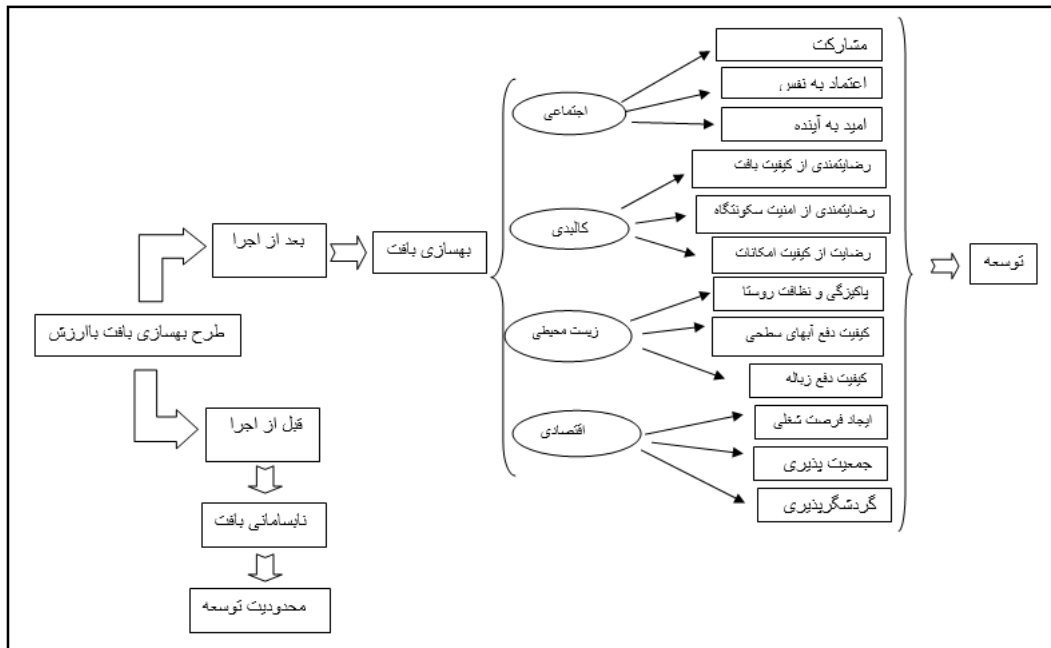 طرح بهسازی بافت باارزش
بعد از اجرا
بهسازی بافت
اجتماعی
مشارکت
اعتماد به نفس
امید به آینده
کالبدی
رضایتمندی از کیفیت بافت
رضایتمندی از امنیت سکونتگاه
رضایت از کیفیت امکانات
زیست محیطی
پاکیزگی و نظافت روستا
کیفیت دفع آبهای سطحی
کیفیت دفع زباله
اقتصادی
ایجاد فرصت شغلی
جمعیت پذیری
گردشگرپذیری
توسعه
قبل از اجرا
نابسامانی بافت
محدودیت توسعه